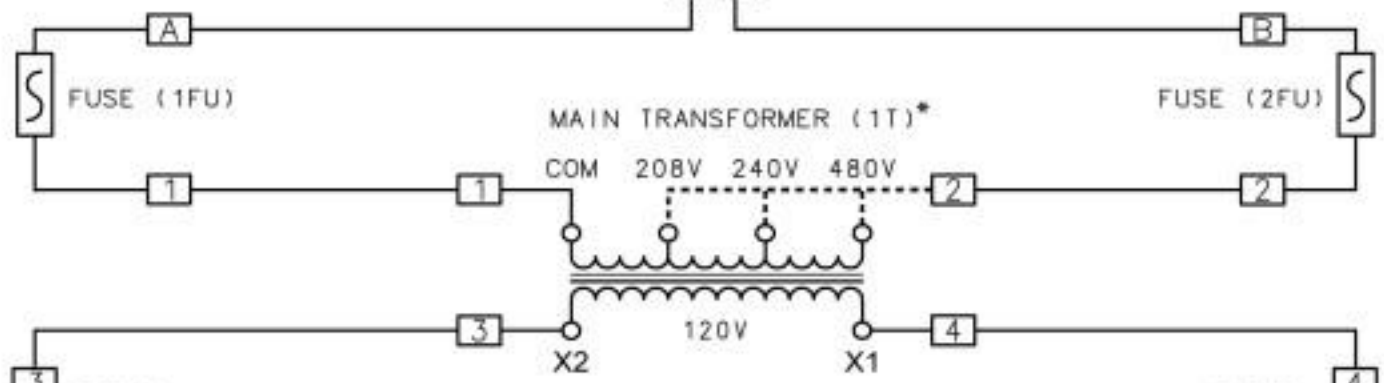 A B
FUSE (1FU) FUSE (2FU)
MAIN TRANSFORMER (1T)*
COM 208V 240V 480V
1 1 2 2
3 120V 4
X2 X1
3 4